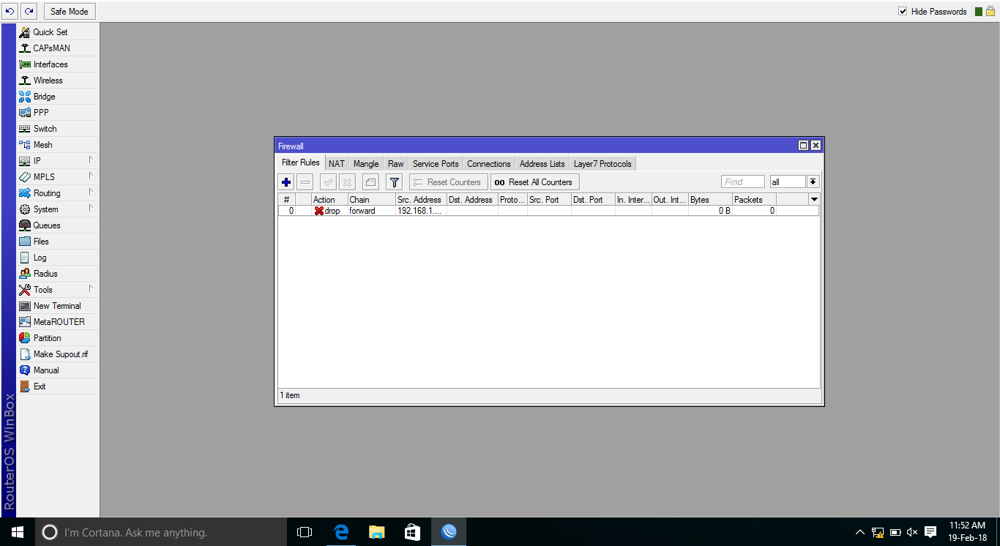 Safe Mode Hide Passwords
Quick Set
CAPsMAN
Interfaces
Wireless
Bridge
PPP
Switch
Mesh
IP
MPLS
Routing
System
Queues
Files
Log
Radius
Tools
New Terminal
MetaROUTER
Partition
Make Supout.rif
Manual
Exit
RouterOS WinBox
Firewall
Filter Rules NAT Mangle Raw Service Ports Connections Address Lists Layer7 Protocols
Reset Counters 00 Reset All Counters Find all
# Action Chain Src. Address Dst. Address Proto... Src. Port Dst. Port In. Inter... Out. Int... Bytes Packets
0 drop forward 192.168.1.... 0 B 0
1 item
I'm Cortana. Ask me anything.
11:52 AM
19-Feb-18